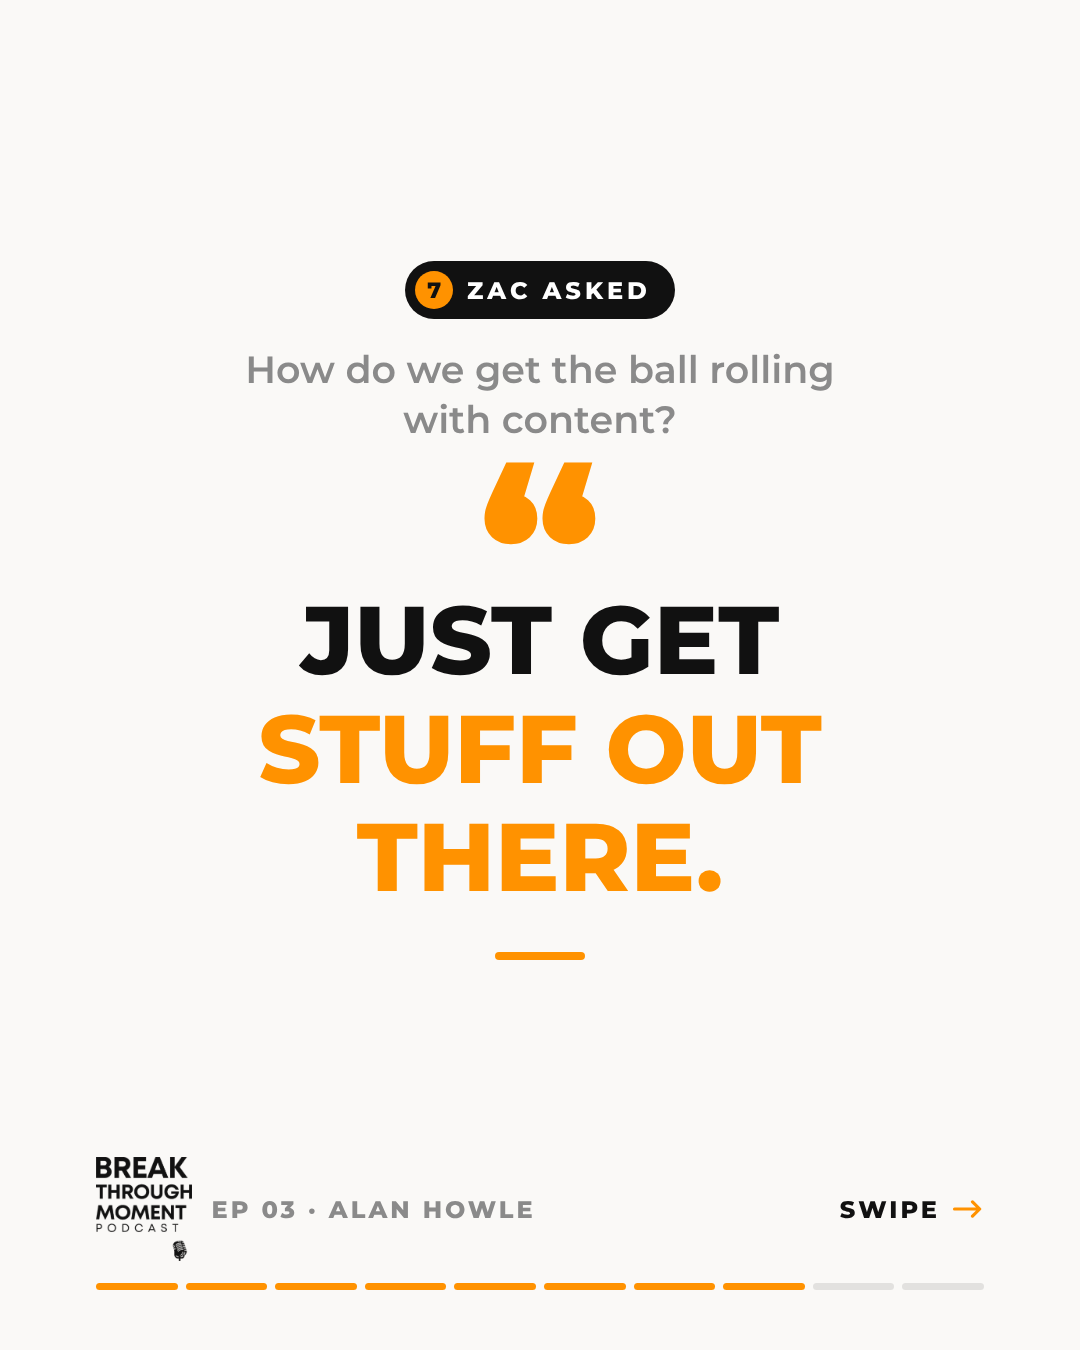 7 ZAC ASKED
How do we get the ball rolling
with content?
“
JUST GET
STUFF OUT
THERE.
BREAK
THROUGH
MOMENT
PODCAST
EP 03 · ALAN HOWLE
SWIPE →